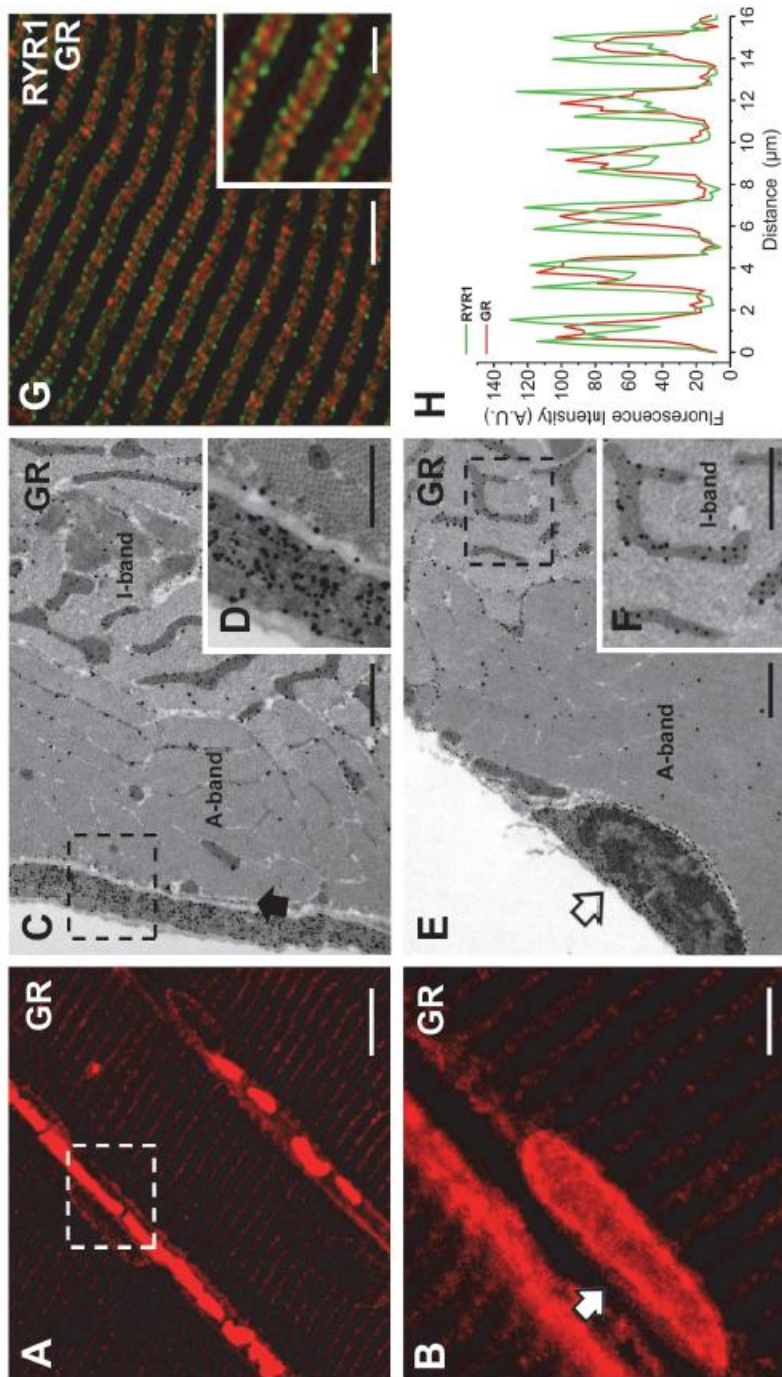 A
GR
B
GR
C
GR
A-band
I-band
D
E
GR
A-band
F
I-band
G
RYR1
GR
H
RYR1
GR
Fluorescence Intensity (A.U.)
140
120
100
80
60
40
20
0
0 2 4 6 8 10 12 14 16
Distance (μm)